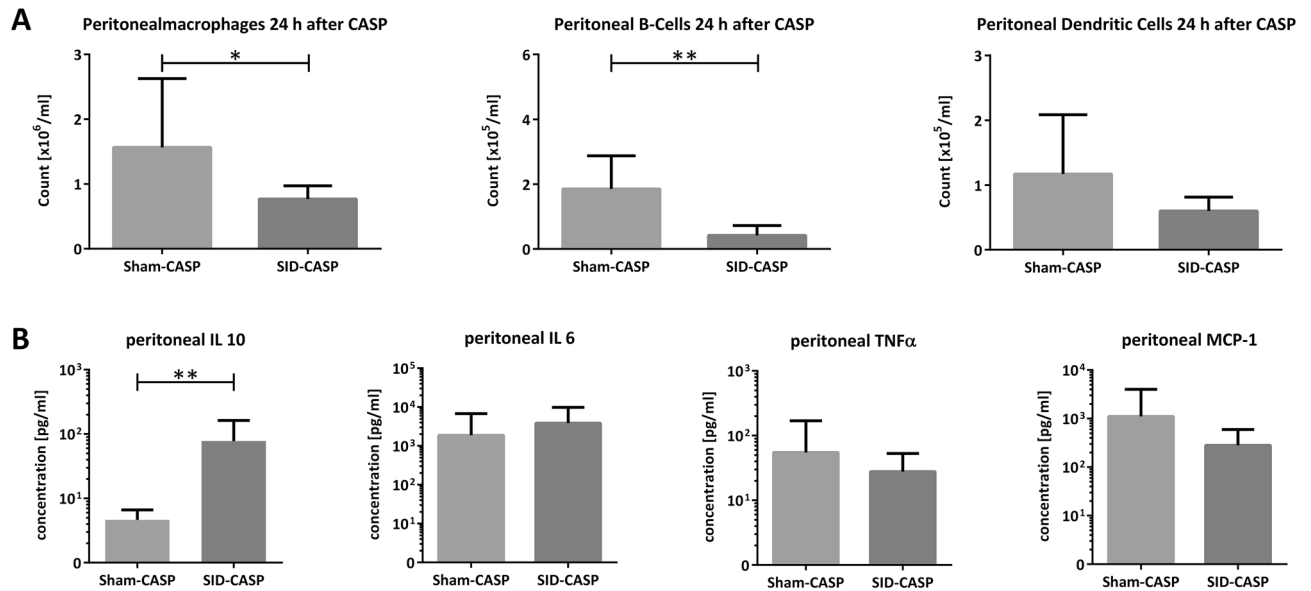 A
Peritonealmacrophages 24 h after CASP
Count [x10⁶/ml]
3
2
1
0
*
Sham-CASP SID-CASP
Peritoneal B-Cells 24 h after CASP
Count [x10⁵/ml]
6
4
2
0
**
Sham-CASP SID-CASP
Peritoneal Dendritic Cells 24 h after CASP
Count [x10⁵/ml]
3
2
1
0
Sham-CASP SID-CASP
B
peritoneal IL 10
concentration [pg/ml]
10³
10²
10¹
0
**
Sham-CASP SID-CASP
peritoneal IL 6
concentration [pg/ml]
10⁵
10⁴
10³
10²
10¹
0
Sham-CASP SID-CASP
peritoneal TNFα
concentration [pg/ml]
10³
10²
10¹
0
Sham-CASP SID-CASP
peritoneal MCP-1
concentration [pg/ml]
10⁴
10³
10²
10¹
0
Sham-CASP SID-CASP